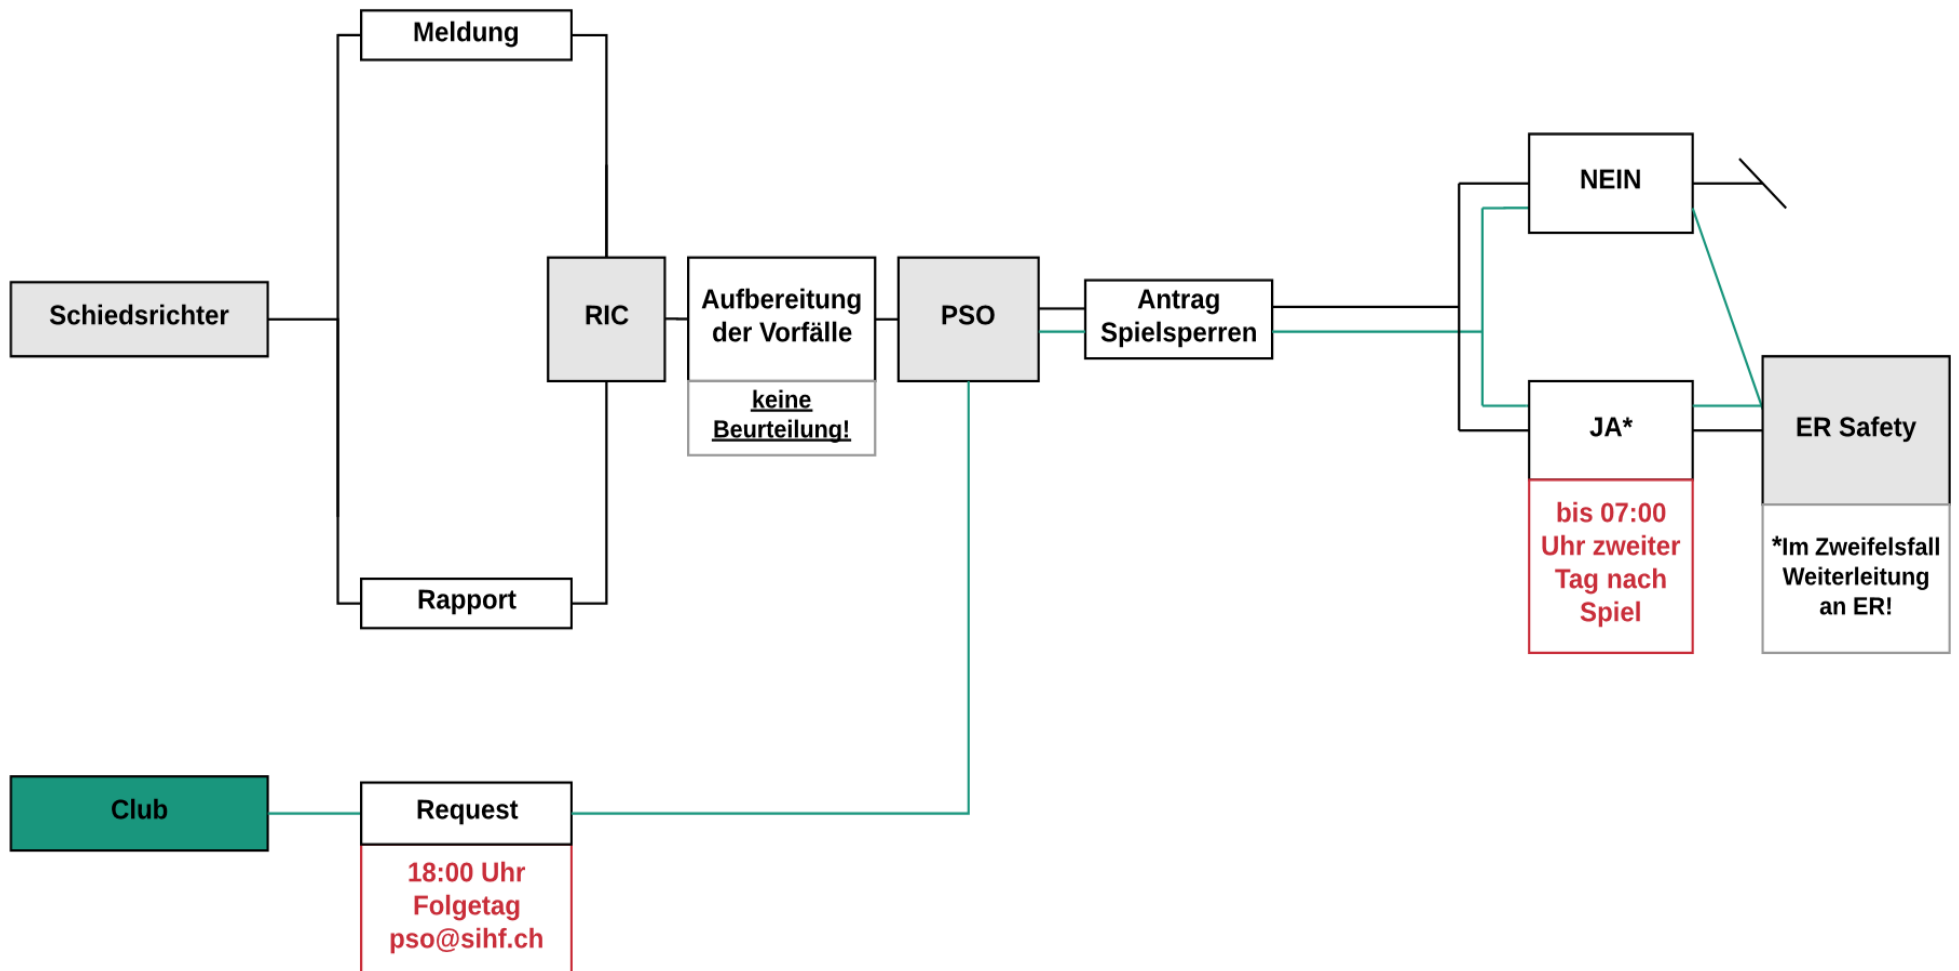 Meldung
Schiedsrichter
RIC
Aufbereitung
der Vorfälle
keine
Beurteilung!
PSO
Antrag
Spielsperren
NEIN
JA*
bis 07:00
Uhr zweiter
Tag nach
Spiel
ER Safety
*Im Zweifelsfall
Weiterleitung
an ER!
Rapport
Club
Request
18:00 Uhr
Folgetag
pso@sihf.ch